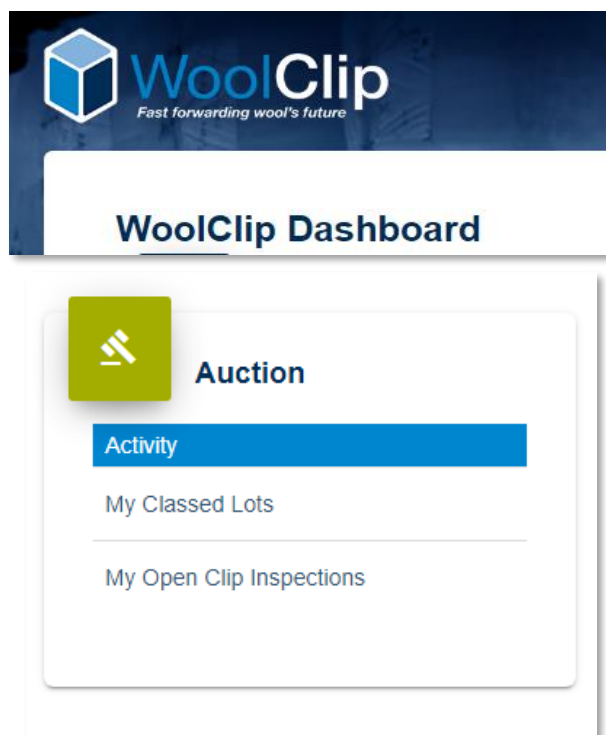 WoolClip
Fast forwarding wool's future
WoolClip Dashboard
Auction
Activity
My Classed Lots
My Open Clip Inspections